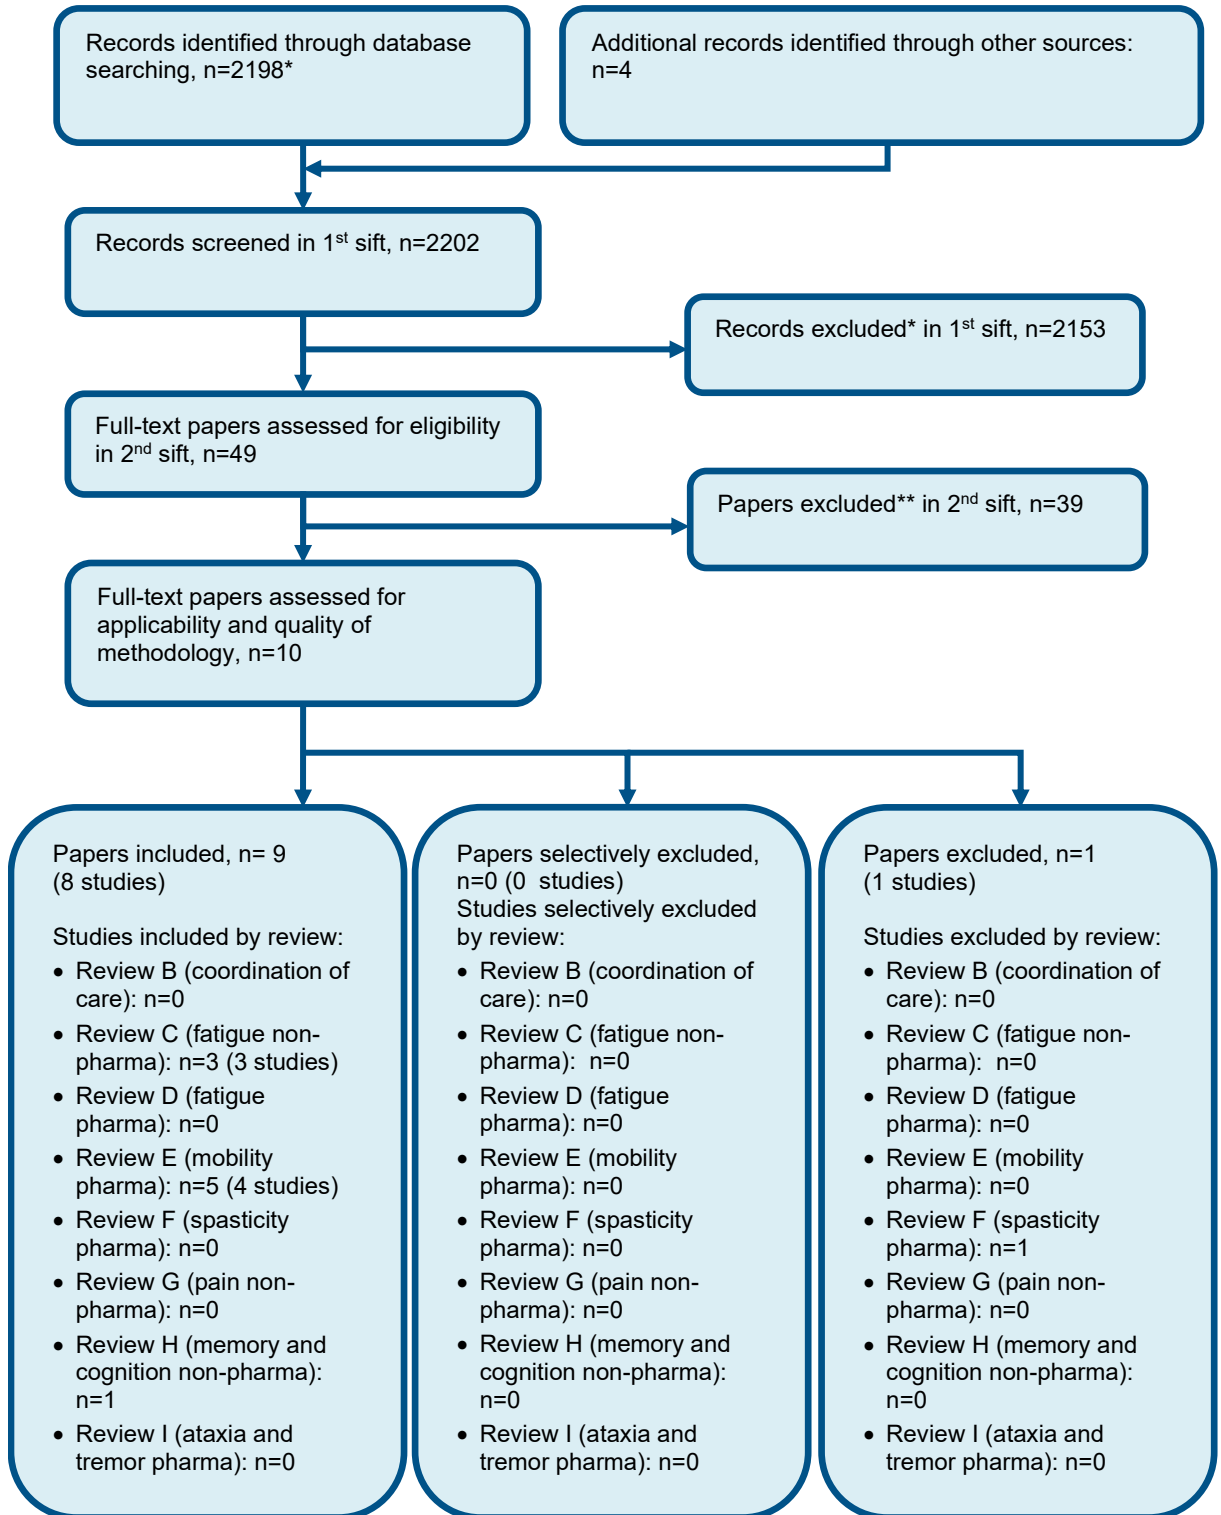 Records identified through database
searching, n=2198*
Additional records identified through other sources:
n=4
Records screened in 1st sift, n=2202
Records excluded* in 1st sift, n=2153
Full-text papers assessed for eligibility
in 2nd sift, n=49
Papers excluded** in 2nd sift, n=39
Full-text papers assessed for
applicability and quality of
methodology, n=10
Papers included, n= 9
(8 studies)
Studies included by review:
• Review B (coordination of
care): n=0
• Review C (fatigue non-
pharma): n=3 (3 studies)
• Review D (fatigue
pharma): n=0
• Review E (mobility
pharma): n=5 (4 studies)
• Review F (spasticity
pharma): n=0
• Review G (pain non-
pharma): n=0
• Review H (memory and
cognition non-pharma):
n=1
• Review I (ataxia and
tremor pharma): n=0
Papers selectively excluded,
n=0 (0  studies)
Studies selectively excluded
by review:
• Review B (coordination of
care): n=0
• Review C (fatigue non-
pharma):  n=0
• Review D (fatigue
pharma): n=0
• Review E (mobility
pharma): n=0
• Review F (spasticity
pharma): n=0
• Review G (pain non-
pharma): n=0
• Review H (memory and
cognition non-pharma):
n=0
• Review I (ataxia and
tremor pharma): n=0
Papers excluded, n=1
(1 studies)
Studies excluded by review:
• Review B (coordination of
care): n=0
• Review C (fatigue non-
pharma):  n=0
• Review D (fatigue
pharma): n=0
• Review E (mobility
pharma): n=0
• Review F (spasticity
pharma): n=1
• Review G (pain non-
pharma): n=0
• Review H (memory and
cognition non-pharma):
n=0
• Review I (ataxia and
tremor pharma): n=0